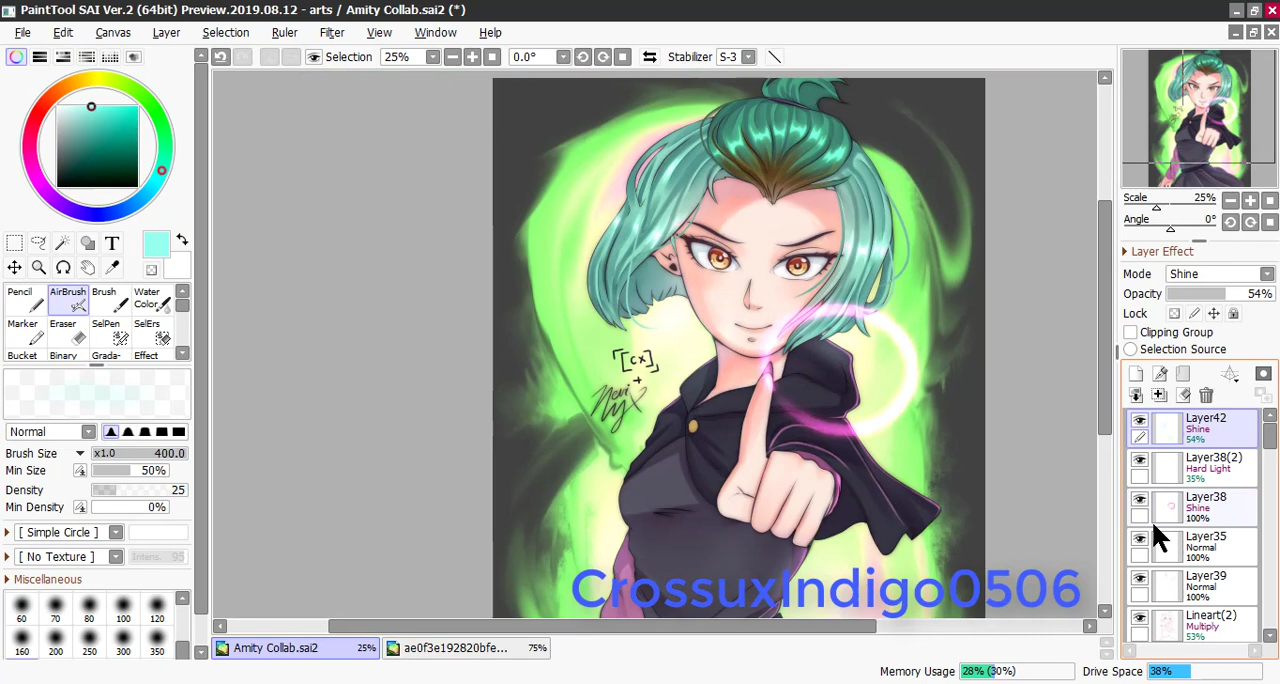 PaintTool SAI Ver.2 (64bit) Preview.2019.08.12 - arts / Amity Collab.sai2 (*)
File Edit Canvas Layer Selection Ruler Filter View Window Help
Selection 25% 0.0° Stabilizer S-3
Scale 25%
Angle 0°
Layer Effect
Mode Shine
Opacity 54%
Lock
Clipping Group
Selection Source
T
Pencil AirBrush Brush Water Color
Marker Eraser SelPen SelErs
Bucket Binary Grada- Effect
Normal
Brush Size x1.0 400.0
Min Size 50%
Density 25
Min Density 0%
[ Simple Circle ]
[ No Texture ] Intens. 95
Miscellaneous
60 70 80 100 120
200 250 300 350
[cx]
+
CrossuxIndigo0506
Layer42
Shine
54%
Layer38(2)
Hard Light
35%
Layer38
Shine
100%
Layer35
Normal
100%
Layer39
Normal
100%
Lineart(2)
Multiply
53%
Amity Collab.sai2 25% ae0f3e192820bfe... 75%
Memory Usage 28% (30%) Drive Space 38%